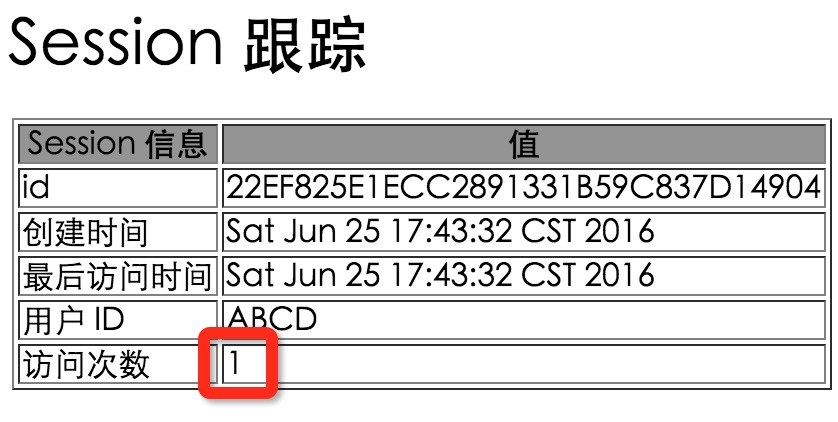 Session 跟踪
Session 信息 值
id 22EF825E1ECC2891331B59C837D14904
创建时间 Sat Jun 25 17:43:32 CST 2016
最后访问时间 Sat Jun 25 17:43:32 CST 2016
用户 ID ABCD
访问次数 1